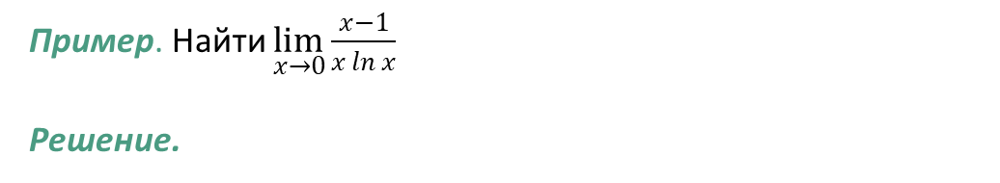 Пример. Найти lim x→0 x−1 / x ln x
Решение.